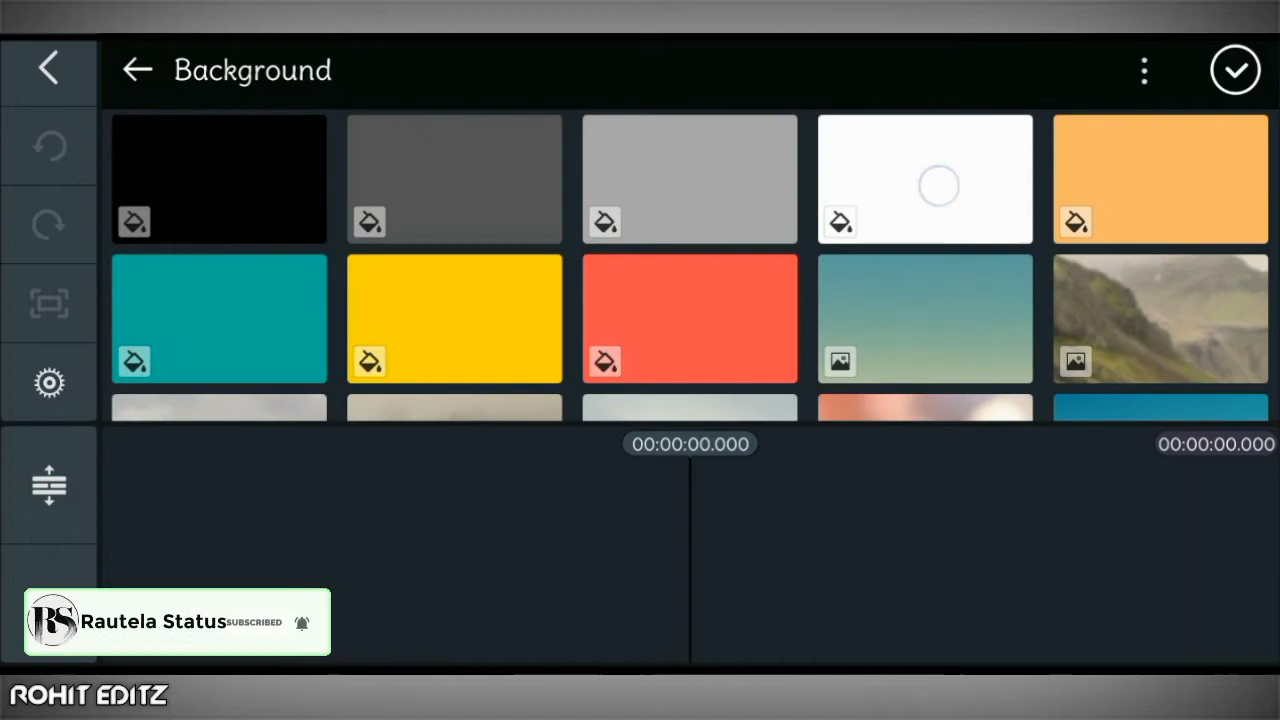 Background
00:00:00.000
00:00:00.000
RS Rautela Status SUBSCRIBED
ROHIT EDITZ